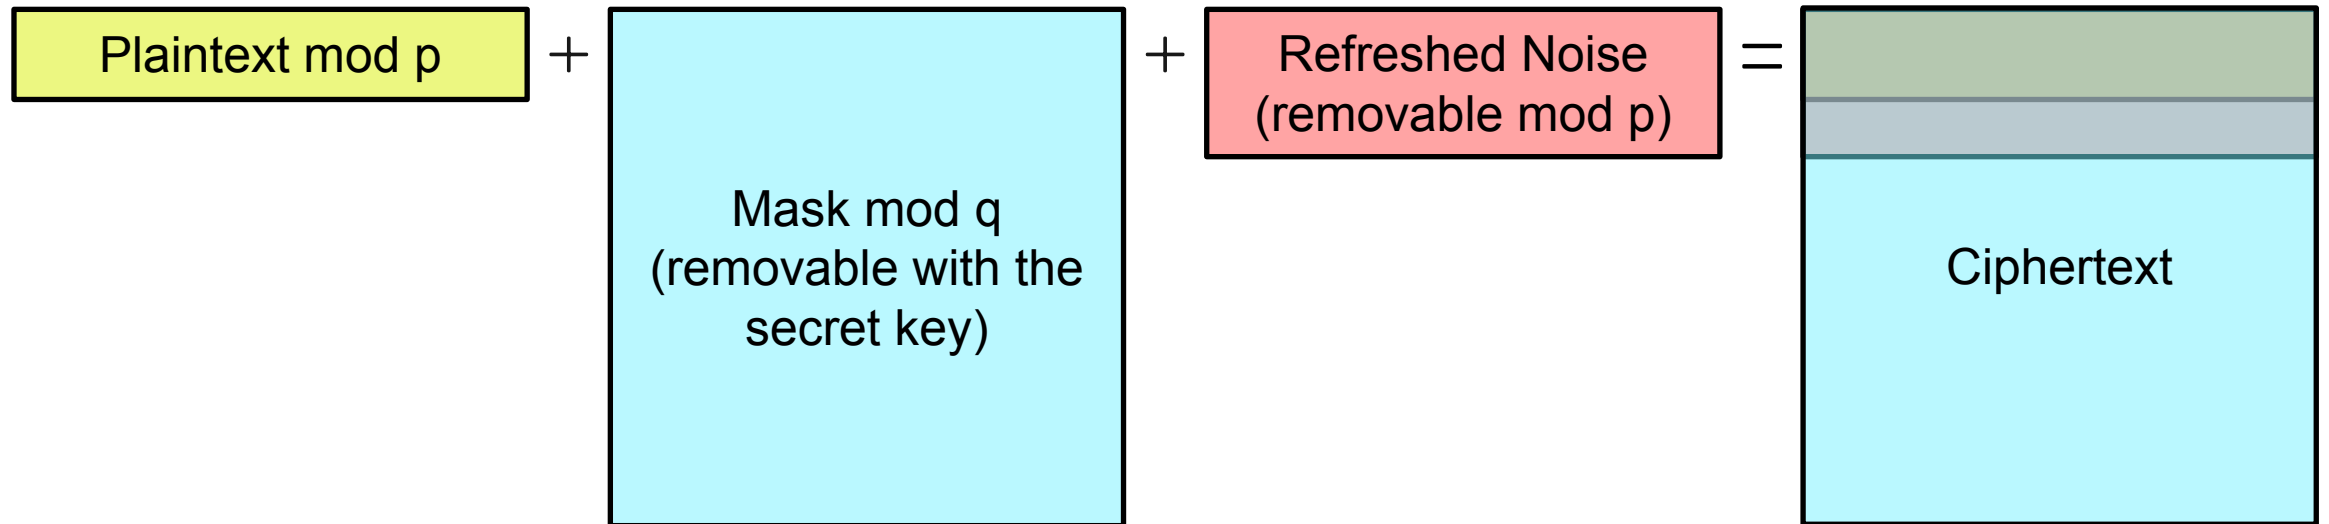 Plaintext mod p
+
Mask mod q
(removable with the
secret key)
+
Refreshed Noise
(removable mod p)
=
Ciphertext